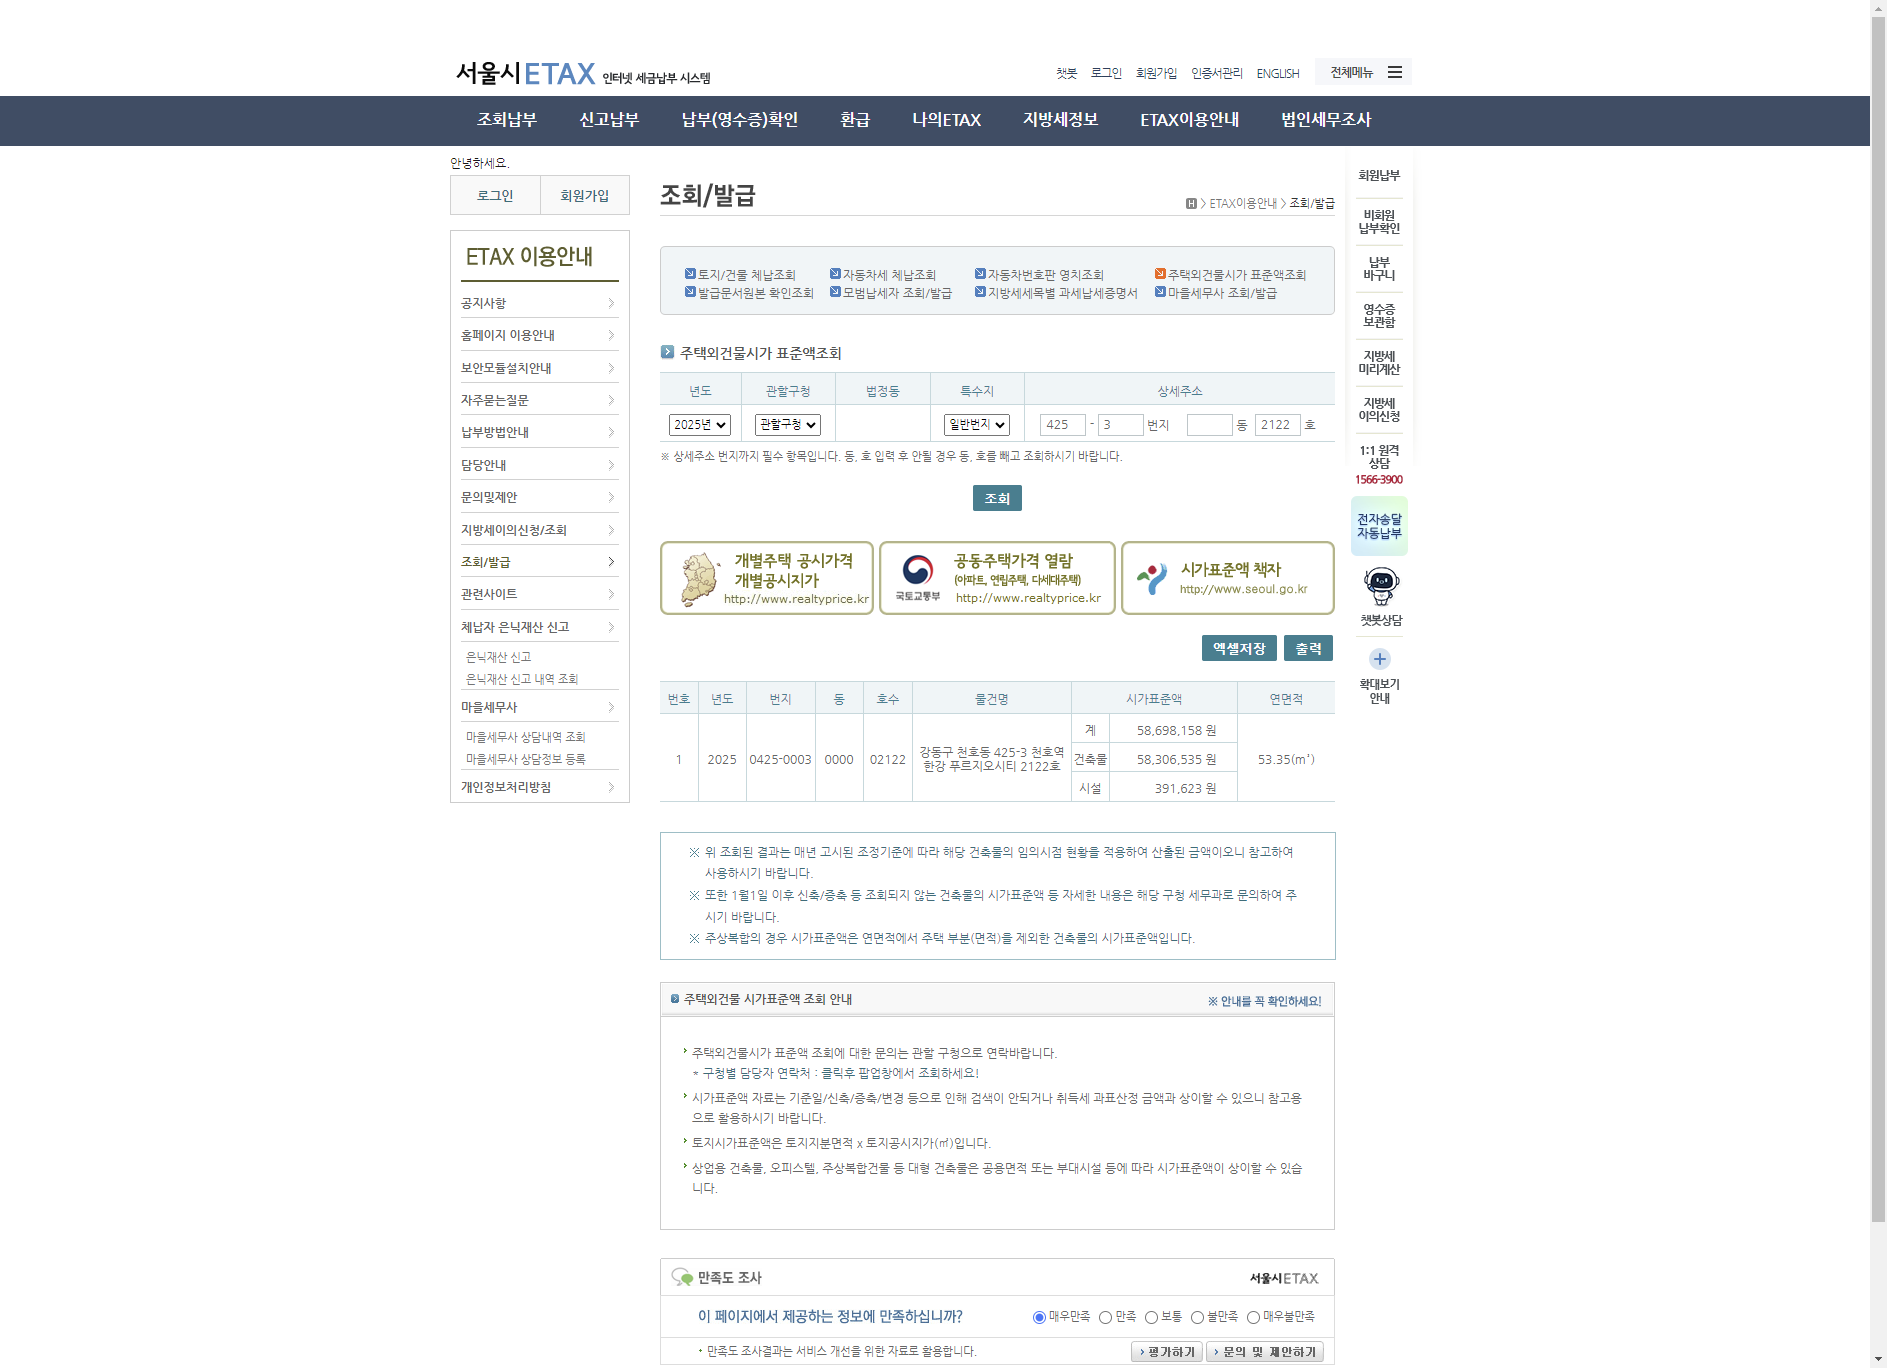 서울시ETAX 인터넷 세금납부 시스템
챗봇 로그인 회원가입 인증서관리 ENGLISH 전체메뉴
조회납부 신고납부 납부(영수증)확인 환급 나의ETAX 지방세정보 ETAX이용안내 법인세무조사
안녕하세요.
로그인 회원가입
ETAX 이용안내
공지사항
홈페이지 이용안내
보안모듈설치안내
자주묻는질문
납부방법안내
담당안내
문의및제안
지방세이의신청/조회
조회/발급
관련사이트
체납자 은닉재산 신고
은닉재산 신고
은닉재산 신고 내역 조회
마을세무사
마을세무사 상담내역 조회
마을세무사 상담정보 등록
개인정보처리방침
조회/발급
H > ETAX이용안내 > 조회/발급
토지/건물 체납조회 자동차세 체납조회 자동차번호판 영치조회 주택외건물시가 표준액조회
발급문서원본 확인조회 모범납세자 조회/발급 지방세세목별 과세납세증명서 마을세무사 조회/발급
주택외건물시가 표준액조회
년도 관할구청 법정동 특수지 상세주소
2025년 관할구청 일반번지 425 - 3 번지 동 2122 호
※ 상세주소 번지까지 필수 항목입니다. 동, 호 입력 후 안될 경우 동, 호를 빼고 조회하시기 바랍니다.
조회
개별주택 공시가격
개별공시지가
http://www.realtyprice.kr
국토교통부
공동주택가격 열람
(아파트, 연립주택, 다세대주택)
http://www.realtyprice.kr
시가표준액 책자
http://www.seoul.go.kr
엑셀저장 출력
번호 년도 번지 동 호수 물건명 시가표준액 연면적
1 2025 0425-0003 0000 02122 강동구 천호동 425-3 천호역
한강 푸르지오시티 2122호
계 58,698,158 원
건축물 58,306,535 원
시설 391,623 원
53.35(㎡)
※ 위 조회된 결과는 매년 고시된 조정기준에 따라 해당 건축물의 임의시점 현황을 적용하여 산출된 금액이오니 참고하여
사용하시기 바랍니다.
※ 또한 1월1일 이후 신축/증축 등 조회되지 않는 건축물의 시가표준액 등 자세한 내용은 해당 구청 세무과로 문의하여 주
시기 바랍니다.
※ 주상복합의 경우 시가표준액은 연면적에서 주택 부분(면적)을 제외한 건축물의 시가표준액입니다.
주택외건물 시가표준액 조회 안내
※ 안내를 꼭 확인하세요!
주택외건물시가 표준액 조회에 대한 문의는 관할 구청으로 연락바랍니다.
* 구청별 담당자 연락처 : 클릭후 팝업창에서 조회하세요!
시가표준액 자료는 기준일/신축/증축/변경 등으로 인해 검색이 안되거나 취득세 과표산정 금액과 상이할 수 있으니 참고용
으로 활용하시기 바랍니다.
토지시가표준액은 토지지분면적 x 토지공시지가(㎡)입니다.
상업용 건축물, 오피스텔, 주상복합건물 등 대형 건축물은 공용면적 또는 부대시설 등에 따라 시가표준액이 상이할 수 있습
니다.
만족도 조사
서울시ETAX
이 페이지에서 제공하는 정보에 만족하십니까?
매우만족 만족 보통 불만족 매우불만족
· 만족도 조사결과는 서비스 개선을 위한 자료로 활용합니다.
› 평가하기 › 문의 및 제안하기
회원납부
비회원
납부확인
납부
바구니
영수증
보관함
지방세
미리계산
지방세
이의신청
1:1 원격
상담
1566-3900
전자송달
자동납부
챗봇상담
확대보기
안내